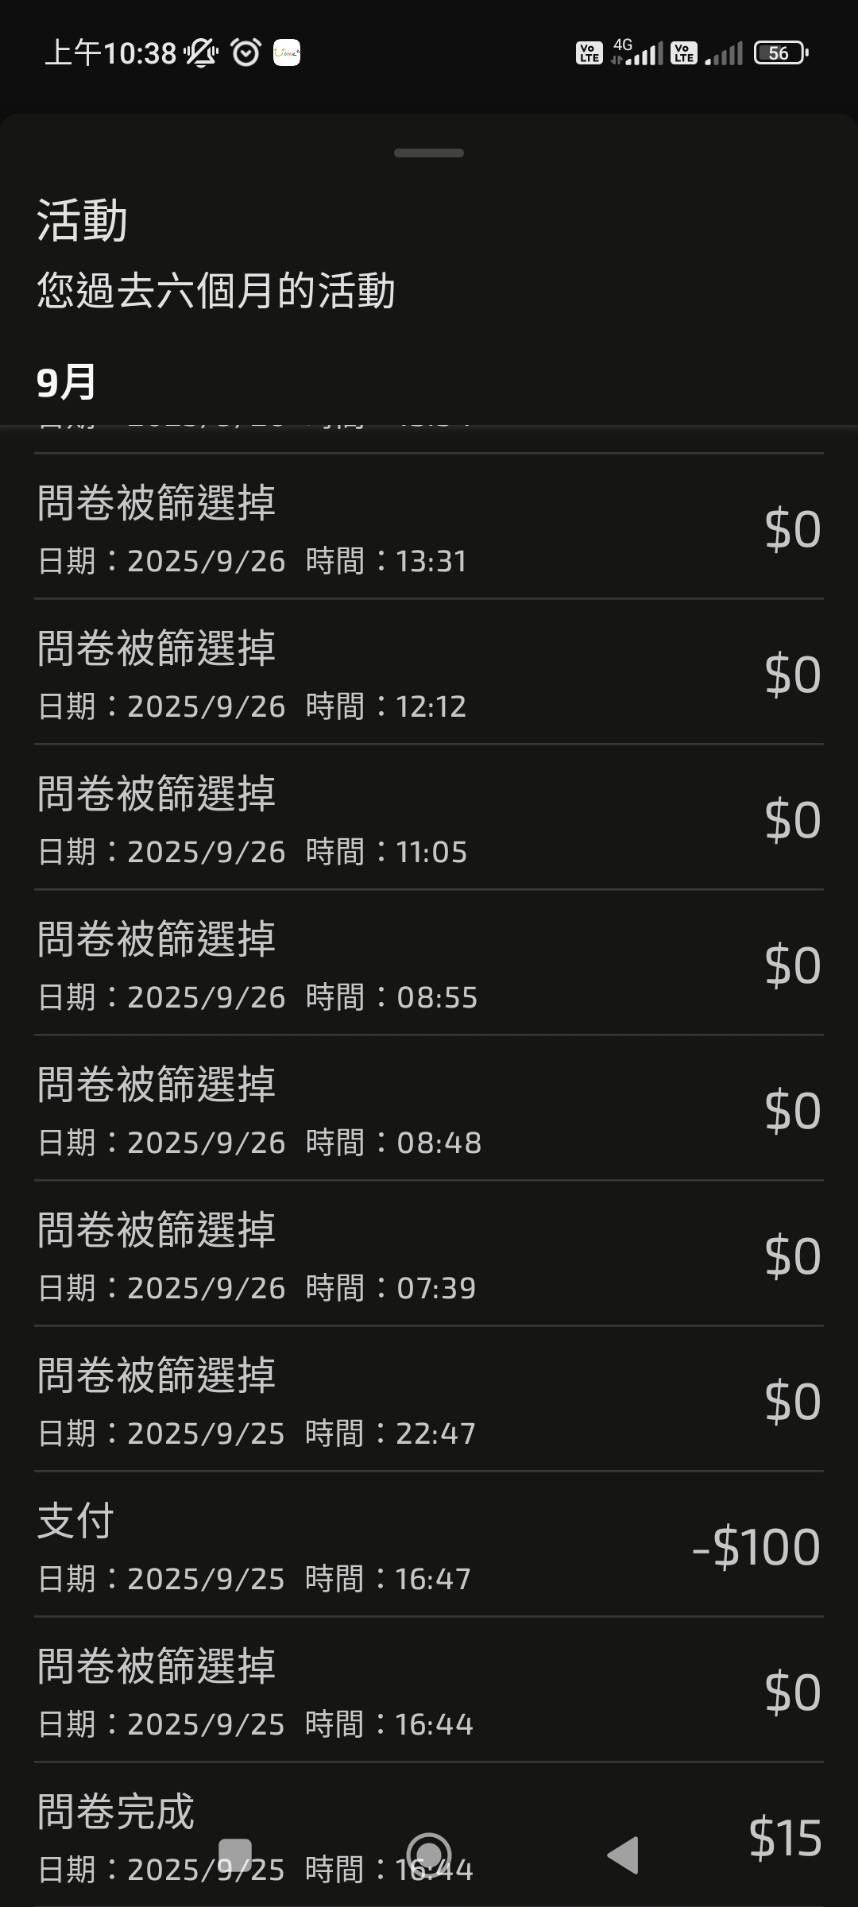 上午10:38
4G
Vo
LTE
Vo
LTE
56
活動
您過去六個月的活動
9月
問卷被篩選掉
$0
日期：2025/9/26 時間：13:31
問卷被篩選掉
$0
日期：2025/9/26 時間：12:12
問卷被篩選掉
$0
日期：2025/9/26 時間：11:05
問卷被篩選掉
$0
日期：2025/9/26 時間：08:55
問卷被篩選掉
$0
日期：2025/9/26 時間：08:48
問卷被篩選掉
$0
日期：2025/9/26 時間：07:39
問卷被篩選掉
$0
日期：2025/9/25 時間：22:47
支付
-$100
日期：2025/9/25 時間：16:47
問卷被篩選掉
$0
日期：2025/9/25 時間：16:44
問卷完成
$15
日期：2025/9/25 時間：16:44